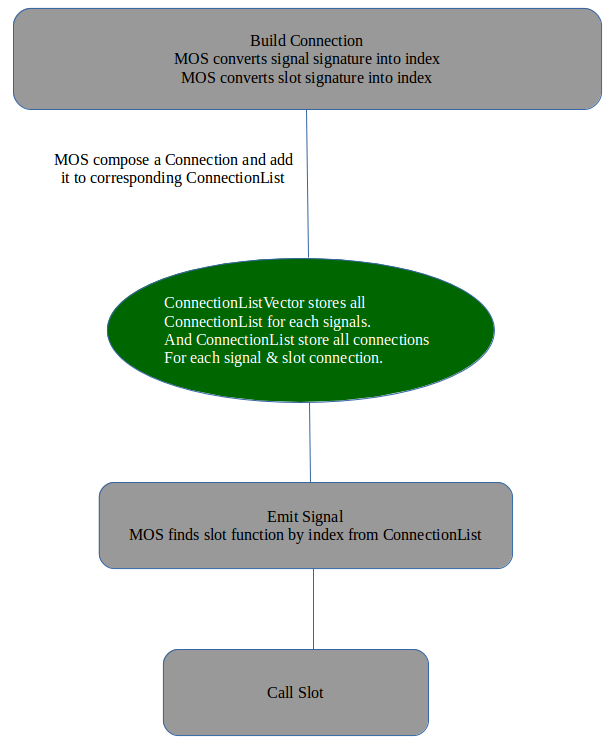 Build Connection
MOS converts signal signature into index
MOS converts slot signature into index
MOS compose a Connection and add
it to corresponding ConnectionList
ConnectionListVector stores all
ConnectionList for each signals.
And ConnectionList store all connections
For each signal & slot connection.
Emit Signal
MOS finds slot function by index from ConnectionList
Call Slot